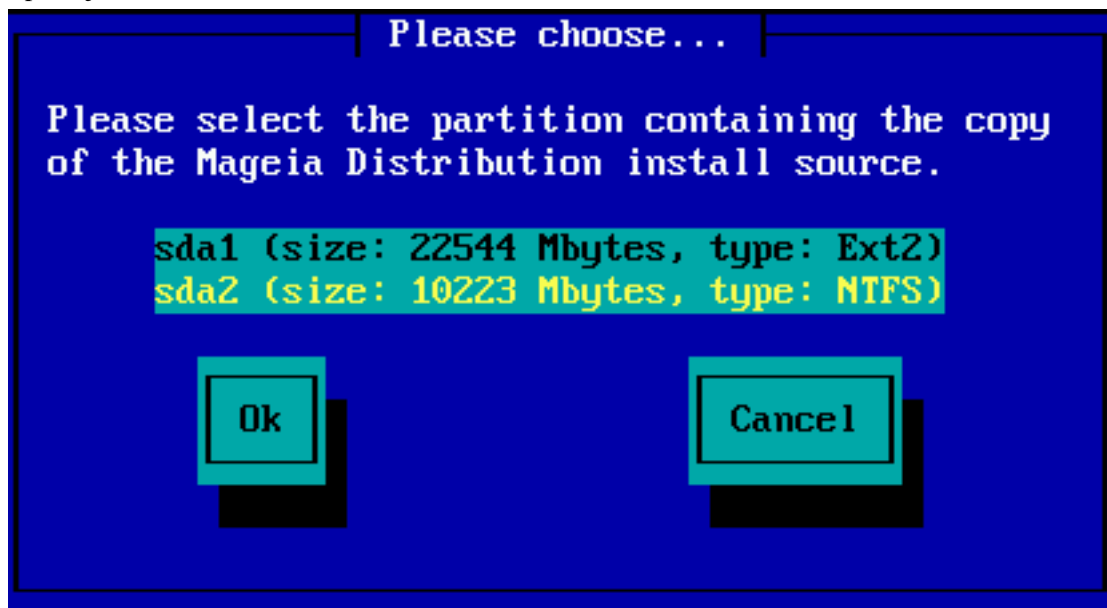 Please choose...
Please select the partition containing the copy
of the Mageia Distribution install source.
sda1 (size: 22544 Mbytes, type: Ext2)
sda2 (size: 10223 Mbytes, type: NTFS)
Ok
Cancel